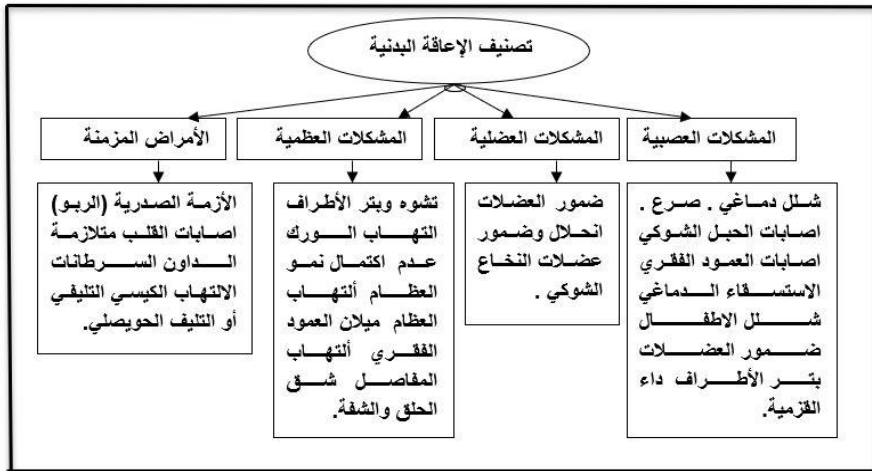 تصنيف الإعاقة البدنية
المشكلات العصبية
المشكلات العضلية
المشكلات العظمية
الأمراض المزمنة
شلل دماغي . صرع .
اصابات الحبل الشوكي
اصابات العمود الفقري
الاستسقاء الدماغي
شلل الاطفال
ضمور العضلات
بتر الأطراف داء
القزمية.
ضمور العضلات
انحلال وضمور
عضلات النخاع
الشوكي .
تشوه وبتر الأطراف
التهاب الورك
عدم اكتمال نمو
العظام ألتهاب
العظام ميلان العمود
الفقري ألتهاب
المفاصل شق
الحلق والشفة.
الأزمة الصدرية (الربو)
اصابات القلب متلازمة
الداون السرطانات
الالتهاب الكيسي التليفي
أو التليف الحويصلي.